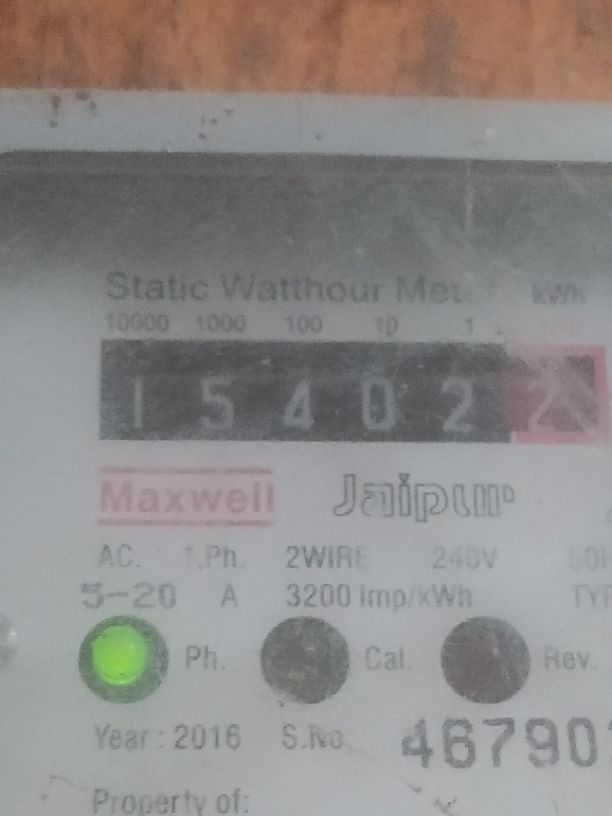 Static Watthour Meter kWh
10000 1000 100 10 1
1 5 4 0 2 2
Maxwell Jaipur
AC. 1.Ph. 2WIRE 240V
5-20 A 3200 Imp/kWh
Ph. Cal. Rev.
Year : 2016 S.No. 46790
Property of: